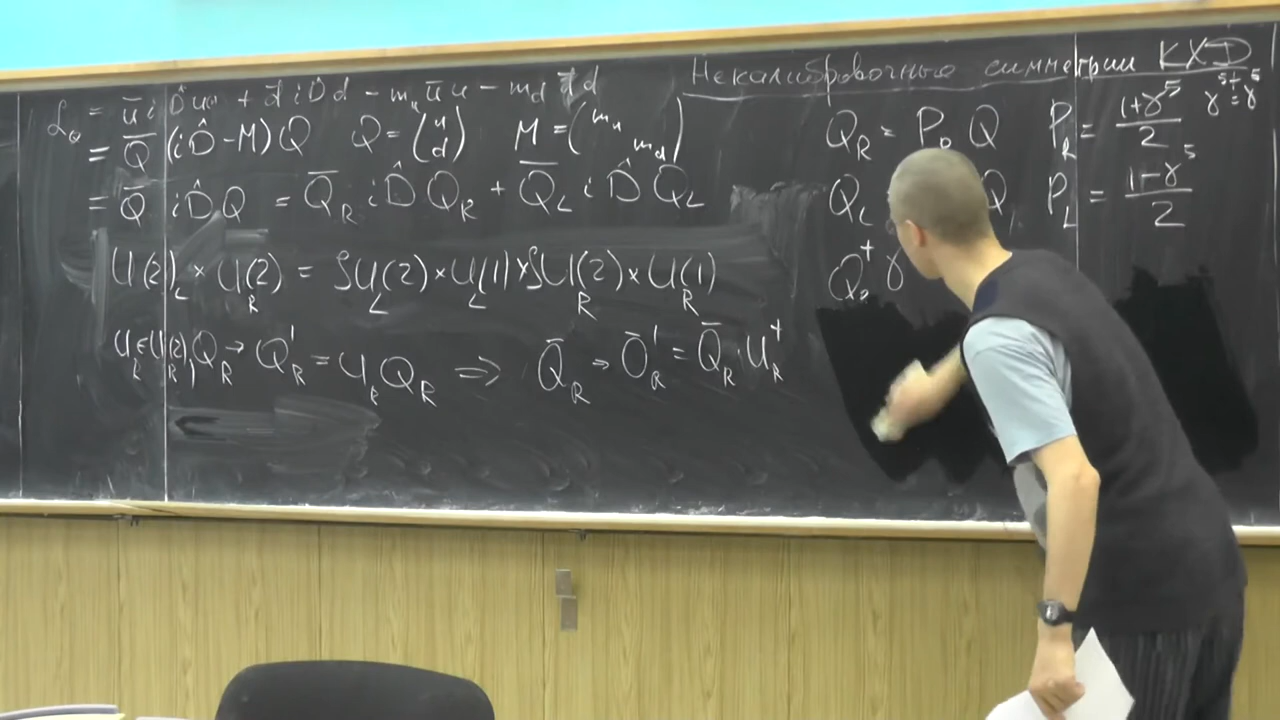 Некалибровочные симметрии КХД
L_Q = ū i D̂ u + d̄ i D̂ d − m_u ū u − m_d d̄ d
= Q̄ (i D̂ − M) Q   Q = (u d)   M = (m_u m_d)
= Q̄ i D̂ Q = Q̄_R i D̂ Q_R + Q̄_L i D̂ Q_L
U(2)_L × U(2)_R = SU_L(2) × U_L(1) × SU_R(2) × U_R(1)
U_R ∈ U_R(2), Q_R → Q'_R = U_R Q_R ⇒ Q̄_R → Q̄'_R = Q̄_R U_R^+
Q_R = P_R Q   P_R = (1+γ^5)/2   γ^5+ = γ^5
Q_L Q   P_L = (1−γ^5)/2
Q^+ γ